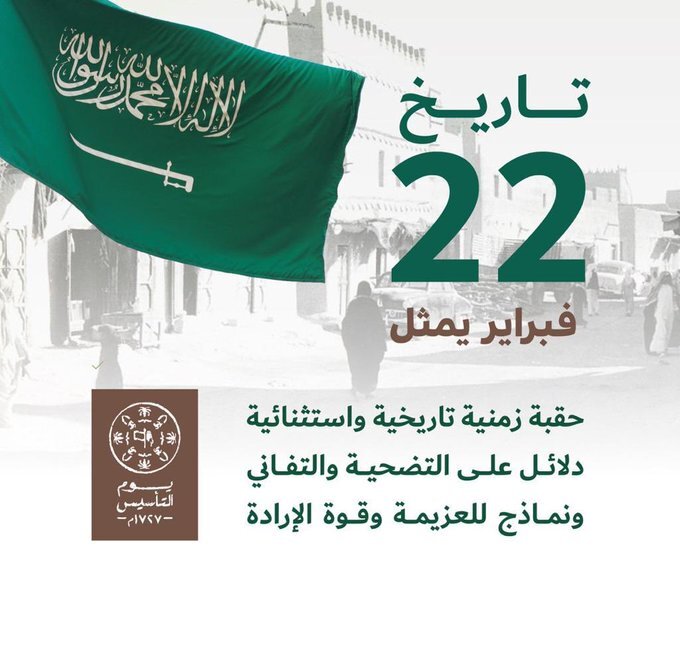 لا إله إلا الله محمد رسول الله
تاريخ
22
فبراير يمثل
حقبة زمنية تاريخية واستثنائية
دلائل على التضحية والتفاني
ونماذج للعزيمة وقوة الإرادة
يوم
التأسيس
١٧٢٧م